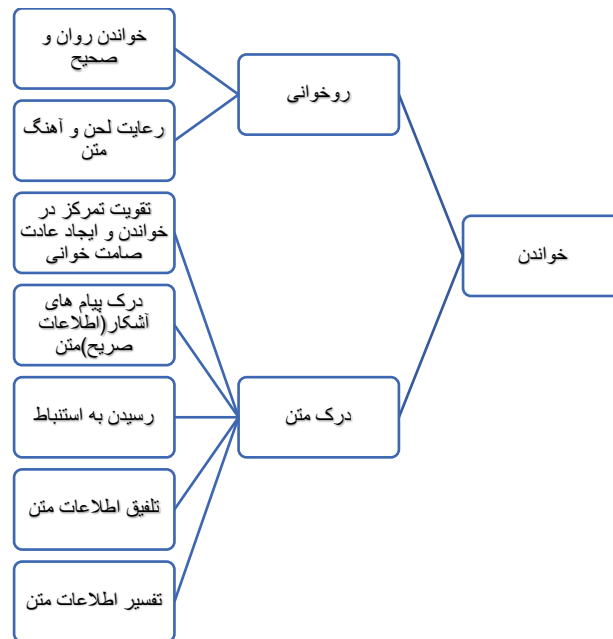 خواندن
روخوانی
خواندن روان و
صحیح
رعایت لحن و آهنگ
متن
درک متن
تقویت تمرکز در
خواندن و ایجاد عادت
صامت خوانی
درک پیام های
آشکار(اطلاعات
صریح)متن
رسیدن به استنباط
تلفیق اطلاعات متن
تفسیر اطلاعات متن